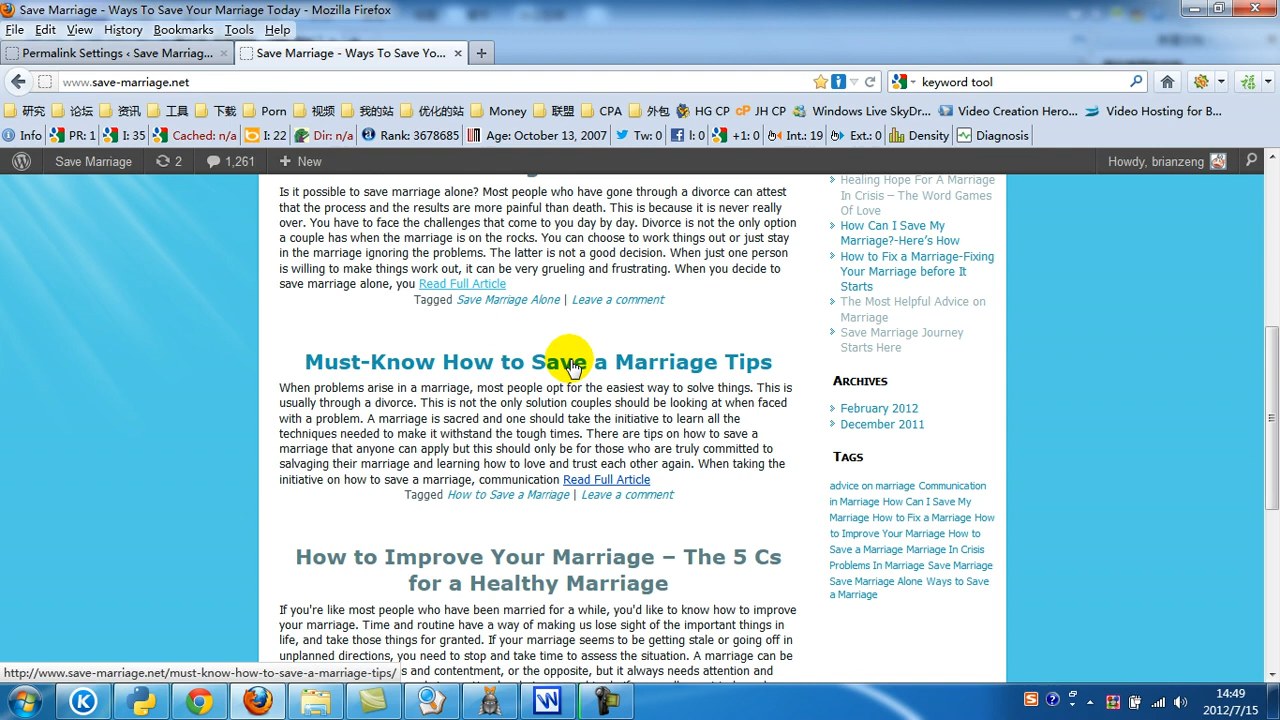 Save Marriage - Ways To Save Your Marriage Today - Mozilla Firefox
File Edit View History Bookmarks Tools Help
Permalink Settings ‹ Save Marriag... × Save Marriage - Ways To Save Yo... × +
www.save-marriage.net keyword tool
研究 论坛 资讯 工具 下载 Porn 视频 我的站 优化的站 Money 联盟 CPA 外包 HG CP JH CP Windows Live SkyDr... Video Creation Hero... Video Hosting for B...
Info PR: 1 I: 35 Cached: n/a I: 22 Dir: n/a Rank: 3678685 Age: October 13, 2007 Tw: 0 I: 0 +1: 0 Int.: 19 Ext.: 0 Density Diagnosis
Save Marriage 2 1,261 + New Howdy, brianzeng
Is it possible to save marriage alone? Most people who have gone through a divorce can attest
that the process and the results are more painful than death. This is because it is never really
over. You have to face the challenges that come to you day by day. Divorce is not the only option
a couple has when the marriage is on the rocks. You can choose to work things out or just stay
in the marriage ignoring the problems. The latter is not a good decision. When just one person
is willing to make things work out, it can be very grueling and frustrating. When you decide to
save marriage alone, you Read Full Article
Tagged Save Marriage Alone | Leave a comment
Must-Know How to Save a Marriage Tips
When problems arise in a marriage, most people opt for the easiest way to solve things. This is
usually through a divorce. This is not the only solution couples should be looking at when faced
with a problem. A marriage is sacred and one should take the initiative to learn all the
techniques needed to make it withstand the tough times. There are tips on how to save a
marriage that anyone can apply but this should only be for those who are truly committed to
salvaging their marriage and learning how to love and trust each other again. When taking the
initiative on how to save a marriage, communication Read Full Article
Tagged How to Save a Marriage | Leave a comment
How to Improve Your Marriage – The 5 Cs
for a Healthy Marriage
If you're like most people who have been married for a while, you'd like to know how to improve
your marriage. Time and routine have a way of making us lose sight of the important things in
life, and take those things for granted. If your marriage seems to be getting stale or going off in
unplanned directions, you need to stop and take time to assess the situation. A marriage can be
s and contentment, or the opposite, but it always needs attention and
Healing Hope For A Marriage
In Crisis – The Word Games
Of Love
How Can I Save My
Marriage?-Here's How
How to Fix a Marriage-Fixing
Your Marriage before It
Starts
The Most Helpful Advice on
Marriage
Save Marriage Journey
Starts Here
Archives
February 2012
December 2011
Tags
advice on marriage Communication
in Marriage How Can I Save My
Marriage How to Fix a Marriage How
to Improve Your Marriage How to
Save a Marriage Marriage In Crisis
Problems In Marriage Save Marriage
Save Marriage Alone Ways to Save
a Marriage
http://www.save-marriage.net/must-know-how-to-save-a-marriage-tips/
14:49
2012/7/15